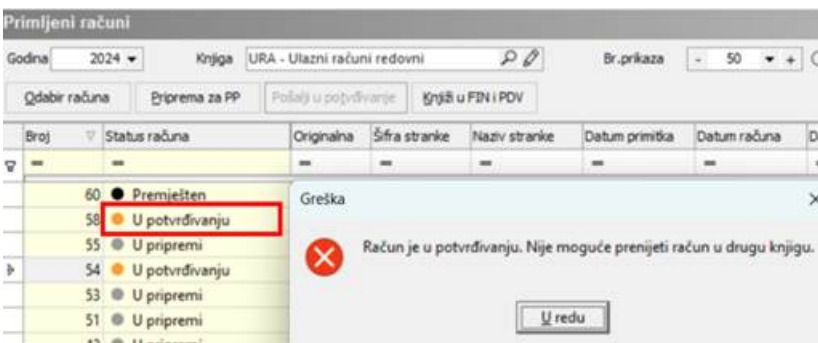 Primljeni računi
Godina 2024 Knjiga URA - Ulazni računi redovni Br.prikaza - 50 +
Odabir računa Priprema za PP Pošalji u potvđivanje Knjiži u FIN i PDV
Broj Status računa Originalna Šifra stranke Naziv stranke Datum primitka Datum računa D
= = = = = = =
60 Premješten
58 U potvrđivanju
55 U pripremi
54 U potvrđivanju
53 U pripremi
51 U pripremi
Greška
Račun je u potvrđivanju. Nije moguće prenijeti račun u drugu knjigu.
U redu